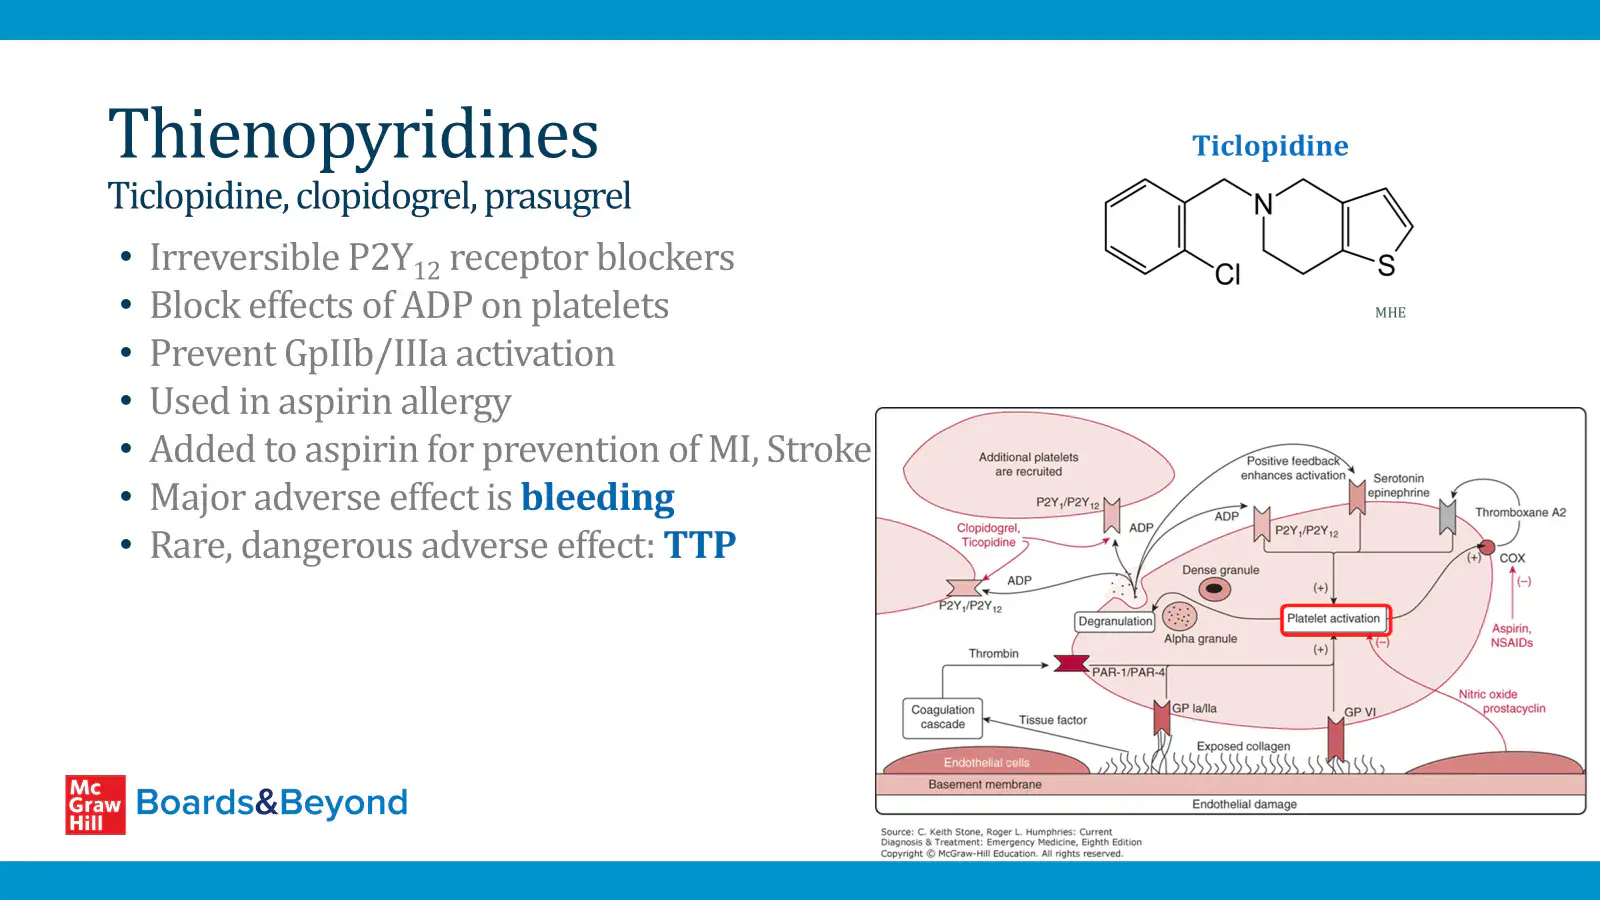 Thienopyridines
Ticlopidine, clopidogrel, prasugrel
• Irreversible P2Y12 receptor blockers
• Block effects of ADP on platelets
• Prevent GpIIb/IIIa activation
• Used in aspirin allergy
• Added to aspirin for prevention of MI, Stroke
• Major adverse effect is bleeding
• Rare, dangerous adverse effect: TTP
Ticlopidine
N
Cl
S
MHE
Additional platelets
are recruited
P2Y1/P2Y12
Clopidogrel,
Ticopidine
ADP
ADP
P2Y1/P2Y12
Positive feedback
enhances activation
Serotonin
epinephrine
ADP
P2Y1/P2Y12
Thromboxane A2
(+)
COX
(–)
Aspirin,
NSAIDs
Dense granule
(+)
Degranulation
Alpha granule
Platelet activation
(–)
(+)
Thrombin
PAR-1/PAR-4
Coagulation
cascade
Tissue factor
GP Ia/IIa
GP VI
Nitric oxide
prostacyclin
Exposed collagen
Endothelial cells
Basement membrane
Endothelial damage
Source: C. Keith Stone, Roger L. Humphries: Current
Diagnosis & Treatment: Emergency Medicine, Eighth Edition
Copyright © McGraw-Hill Education. All rights reserved.
Mc
Graw
Hill
Boards&Beyond